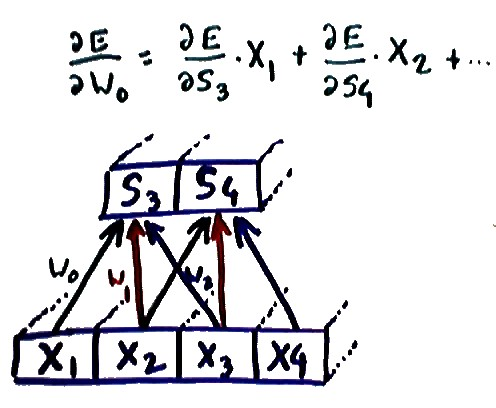 ∂E/∂W₀ = ∂E/∂S₃ · X₁ + ∂E/∂S₄ · X₂ + ...
S₃ S₄
W₀ W₁ W₂
X₁ X₂ X₃ X4